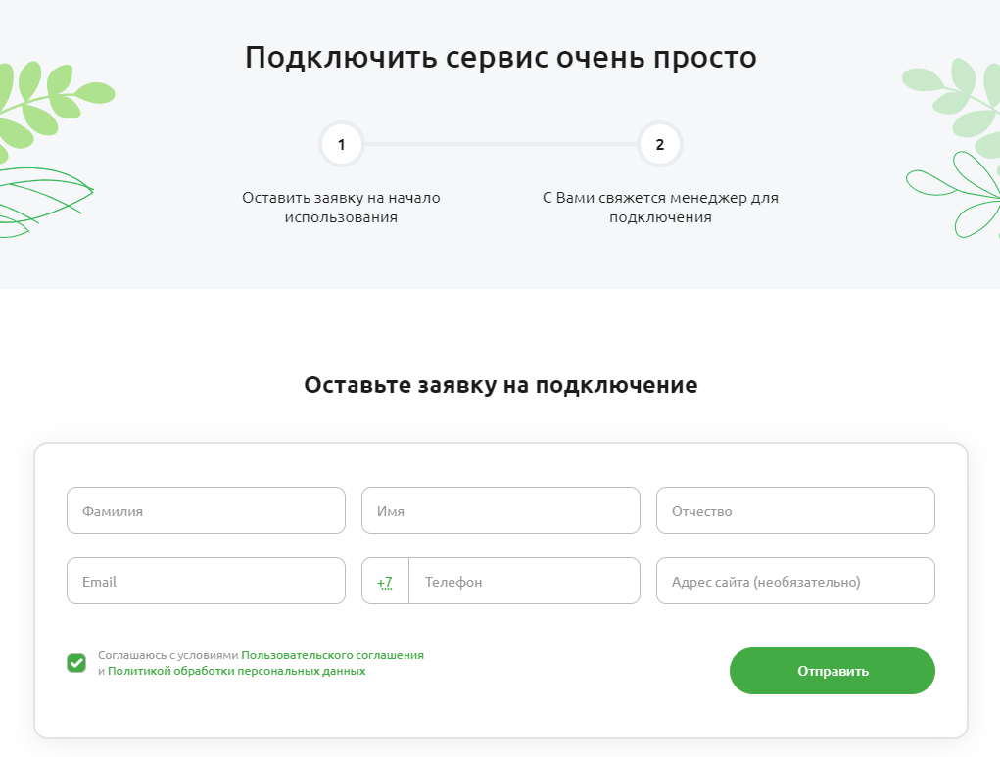 Подключить сервис очень просто
1
2
Оставить заявку на начало
использования
С Вами свяжется менеджер для
подключения
Оставьте заявку на подключение
Фамилия
Имя
Отчество
Email
+7
Телефон
Адрес сайта (необязательно)
Соглашаюсь с условиями Пользовательского соглашения
и Политикой обработки персональных данных
Отправить